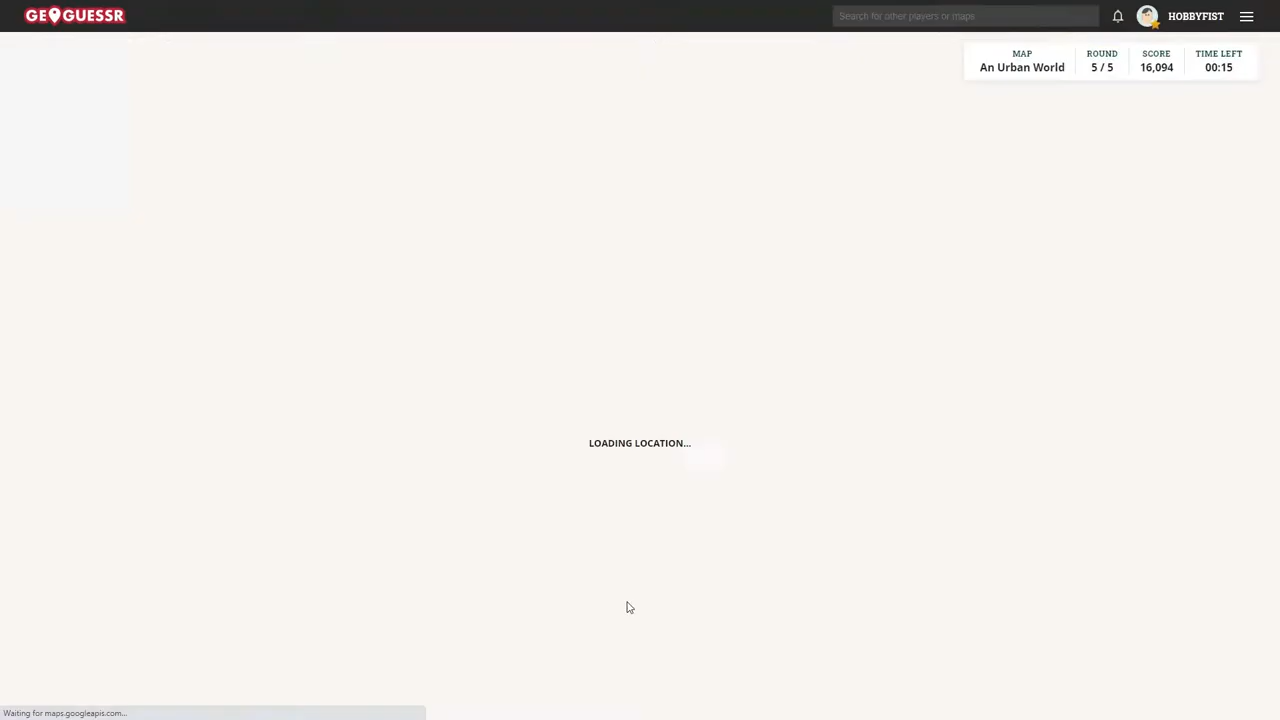 GEOGUESSR
Search for other players or maps
HOBBYFIST
MAP
An Urban World
ROUND
5 / 5
SCORE
16,094
TIME LEFT
00:15
LOADING LOCATION...
Waiting for maps.googleapis.com...